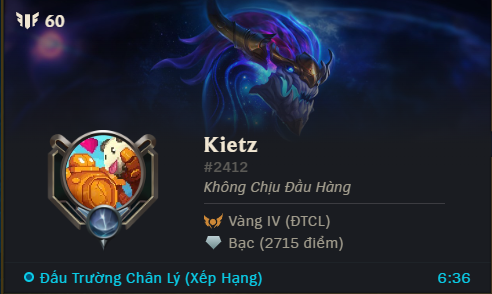 60
Kietz
#2412
Không Chịu Đầu Hàng
Vàng IV (ĐTCL)
Bạc (2715 điểm)
Đấu Trường Chân Lý (Xếp Hạng) 6:36